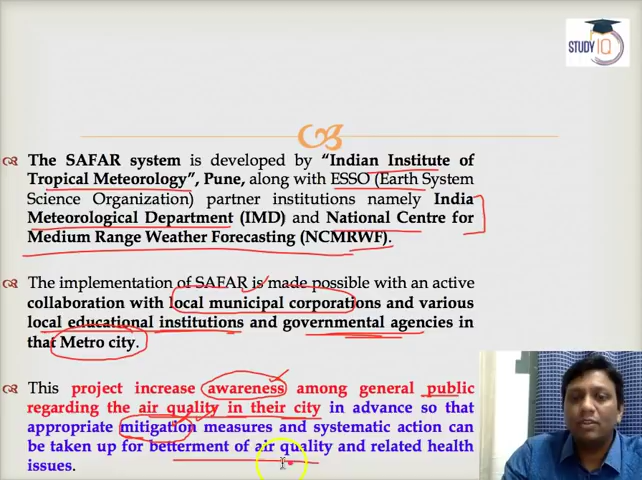 STUDY IQ
The SAFAR system is developed by “Indian Institute of
Tropical Meteorology”, Pune, along with ESSO (Earth System
Science Organization) partner institutions namely India
Meteorological Department (IMD) and National Centre for
Medium Range Weather Forecasting (NCMRWF).
The implementation of SAFAR is made possible with an active
collaboration with local municipal corporations and various
local educational institutions and governmental agencies in
that Metro city.
This project increase awareness among general public
regarding the air quality in their city in advance so that
appropriate mitigation measures and systematic action can
be taken up for betterment of air quality and related health
issues.